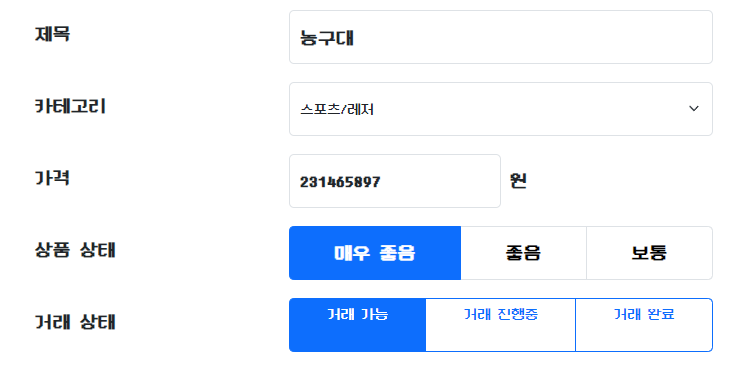 제목
농구대
카테고리
스포츠/레저
가격
231465897 원
상품 상태
매우 좋음 좋음 보통
거래 상태
거래 가능 거래 진행중 거래 완료